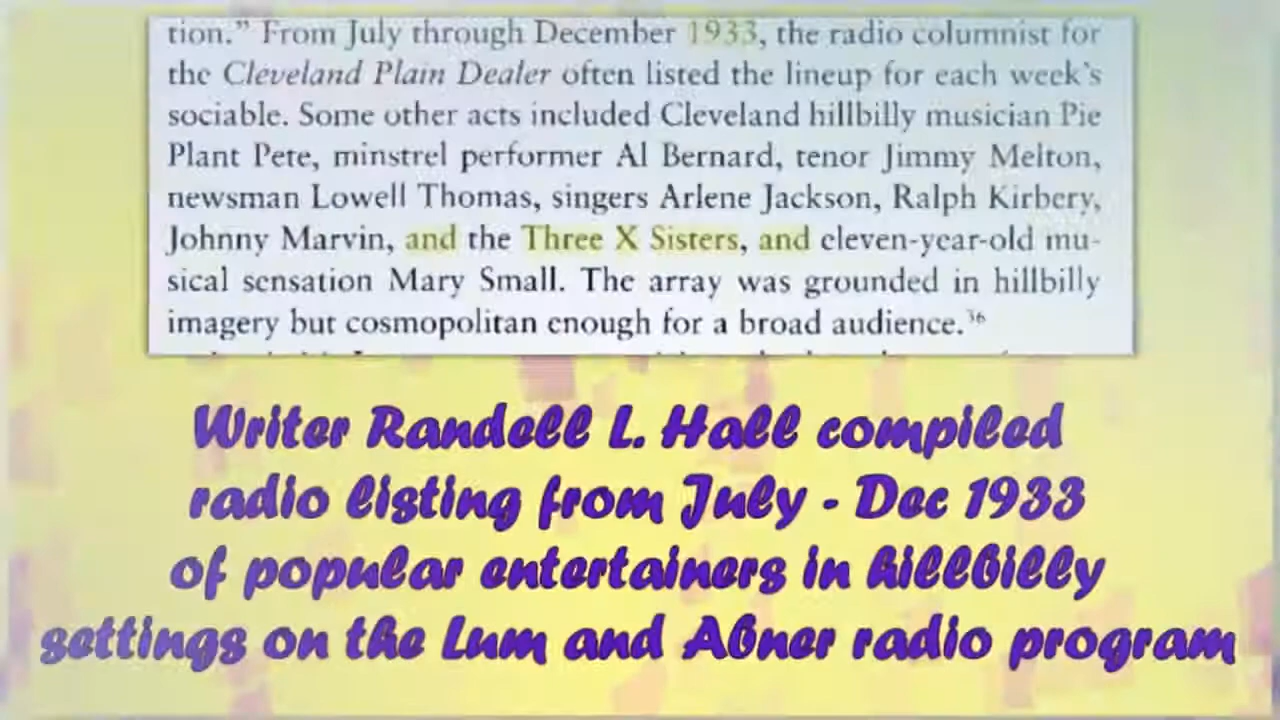 tion.” From July through December 1933, the radio columnist for
the Cleveland Plain Dealer often listed the lineup for each week’s
sociable. Some other acts included Cleveland hillbilly musician Pie
Plant Pete, minstrel performer Al Bernard, tenor Jimmy Melton,
newsman Lowell Thomas, singers Arlene Jackson, Ralph Kirbery,
Johnny Marvin, and the Three X Sisters, and eleven-year-old mu-
sical sensation Mary Small. The array was grounded in hillbilly
imagery but cosmopolitan enough for a broad audience.36
Writer Randell L. Hall compiled
radio listing from July - Dec 1933
of popular entertainers in hillbilly
settings on the Lum and Abner radio program